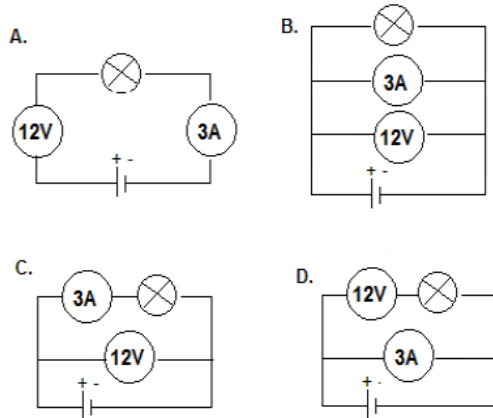 A.
12V
3A
+ -
B.
3A
12V
+ -
C.
3A
12V
+ -
D.
12V
3A
+ -